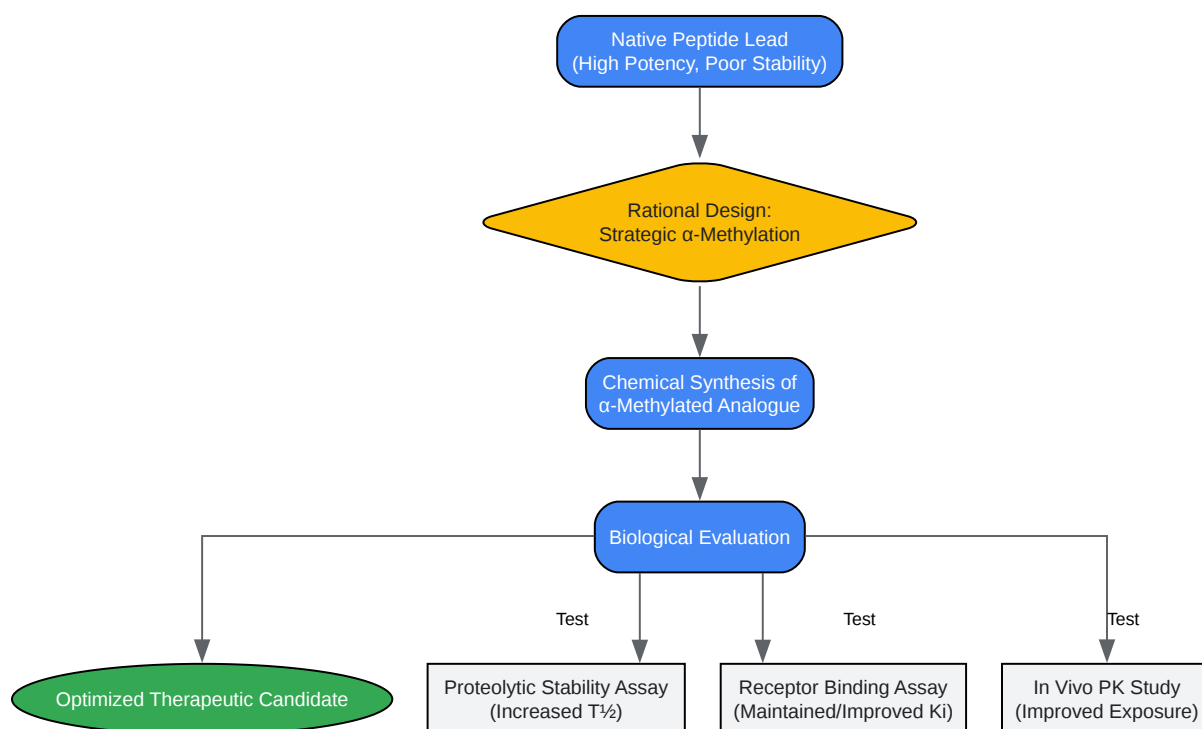 Native Peptide Lead
(High Potency, Poor Stability)
Rational Design:
Strategic α-Methylation
Chemical Synthesis of
α-Methylated Analogue
Biological Evaluation
Test
Test
Test
Optimized Therapeutic Candidate
Proteolytic Stability Assay
(Increased T½)
Receptor Binding Assay
(Maintained/Improved Ki)
In Vivo PK Study
(Improved Exposure)